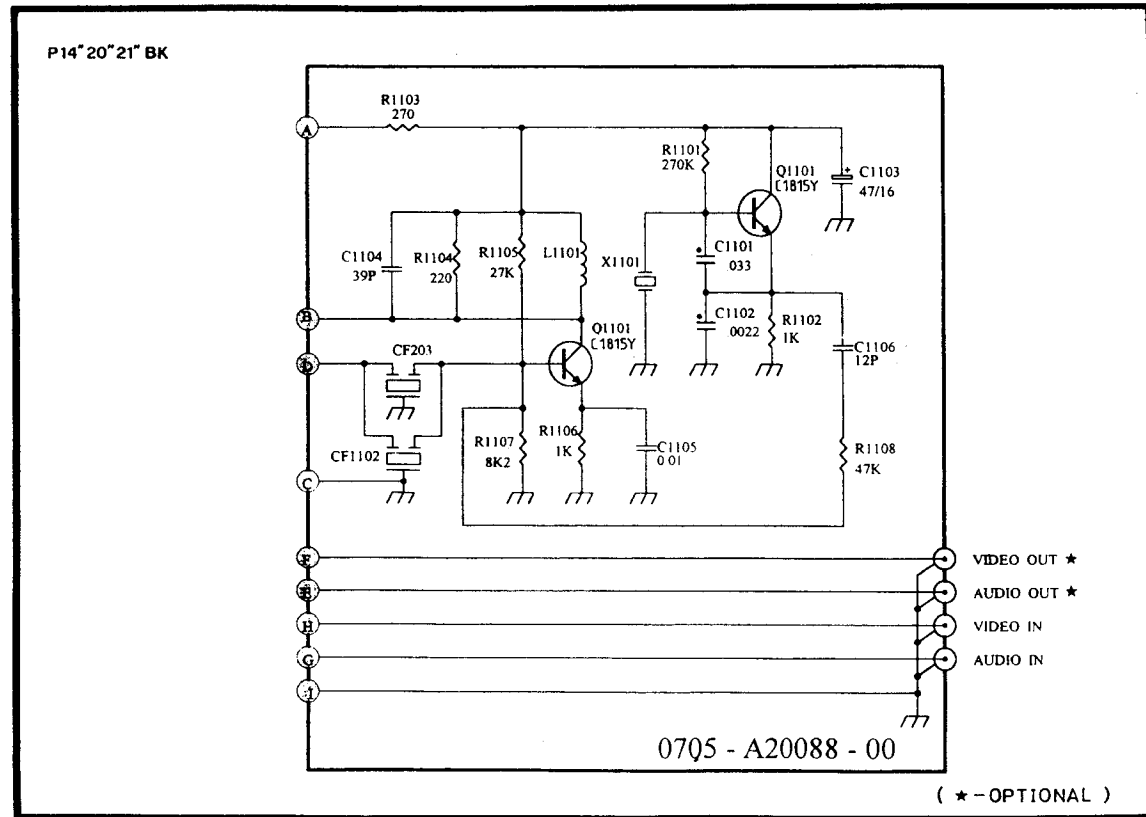 P14"20"21" BK
R1103
270
A
R1101
270K
Q1101
C1815Y
C1103
+
47/16
C1104
39P
R1104
220
R1105
27K
L1101
X1101
C1101
033
B
Q1101
C1815Y
C1102
.0022
R1102
1K
C1106
12P
D
CF203
CF1102
R1107
8K2
R1106
1K
C1105
0.01
R1108
47K
C
F
VIDEO OUT ★
AUDIO OUT ★
H
VIDEO IN
G
AUDIO IN
0705 - A20088 - 00
( ★-OPTIONAL )